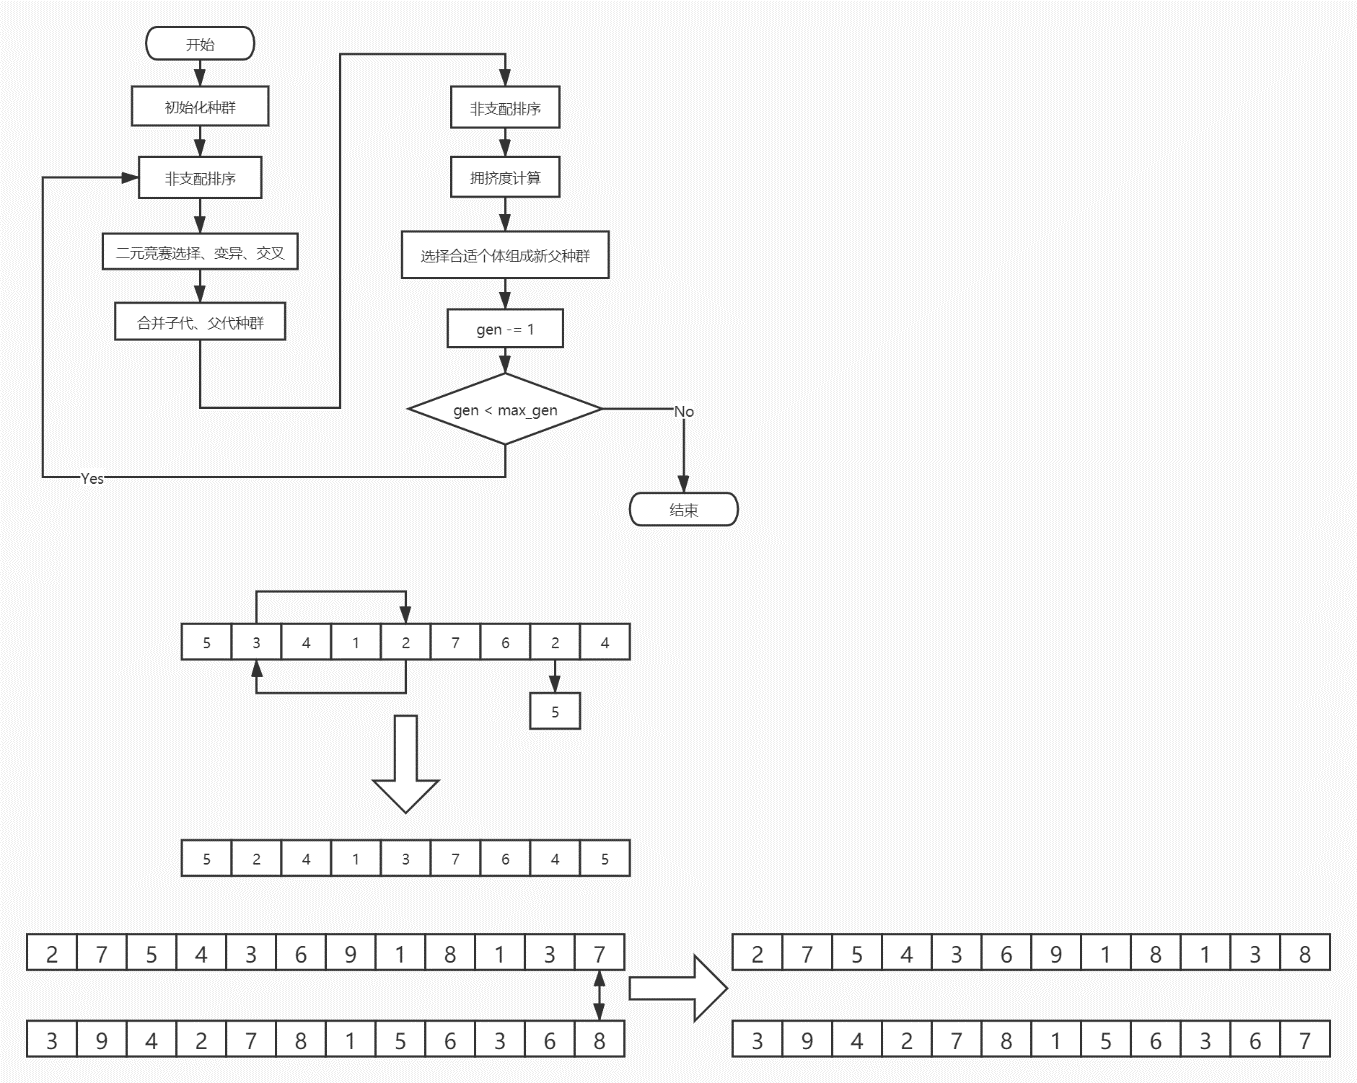 开始
初始化种群
非支配排序
二元竞赛选择、变异、交叉
合并子代、父代种群
非支配排序
拥挤度计算
选择合适个体组成新父种群
gen -= 1
gen < max_gen
No
Yes
结束
5 3 4 1 2 7 6 2 4
5
5 2 4 1 3 7 6 4 5
2 7 5 4 3 6 9 1 8 1 3 7
3 9 4 2 7 8 1 5 6 3 6 8
2 7 5 4 3 6 9 1 8 1 3 8
3 9 4 2 7 8 1 5 6 3 6 7